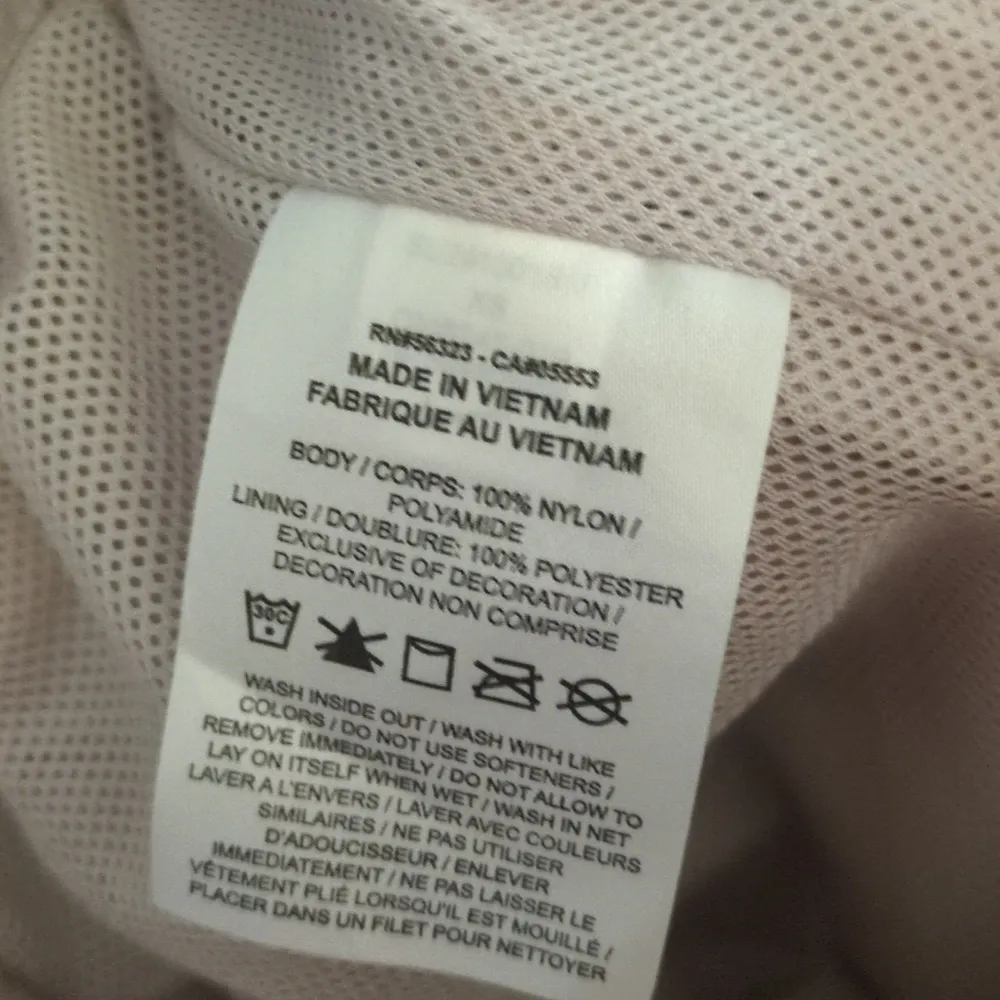 RN#56323 - CA#05553
MADE IN VIETNAM
FABRIQUE AU VIETNAM
BODY / CORPS: 100% NYLON /
POLYAMIDE
LINING / DOUBLURE: 100% POLYESTER
EXCLUSIVE OF DECORATION /
DECORATION NON COMPRISE
30C
WASH INSIDE OUT / WASH WITH LIKE
COLORS / DO NOT USE SOFTENERS /
REMOVE IMMEDIATELY / DO NOT ALLOW TO
LAY ON ITSELF WHEN WET / WASH IN NET
LAVER A L'ENVERS / LAVER AVEC COULEURS
SIMILAIRES / NE PAS UTILISER
D'ADOUCISSEUR / ENLEVER
IMMEDIATEMENT / NE PAS LAISSER LE
VÊTEMENT PLIÉ LORSQU'IL EST MOUILLÉ /
PLACER DANS UN FILET POUR NETTOYER